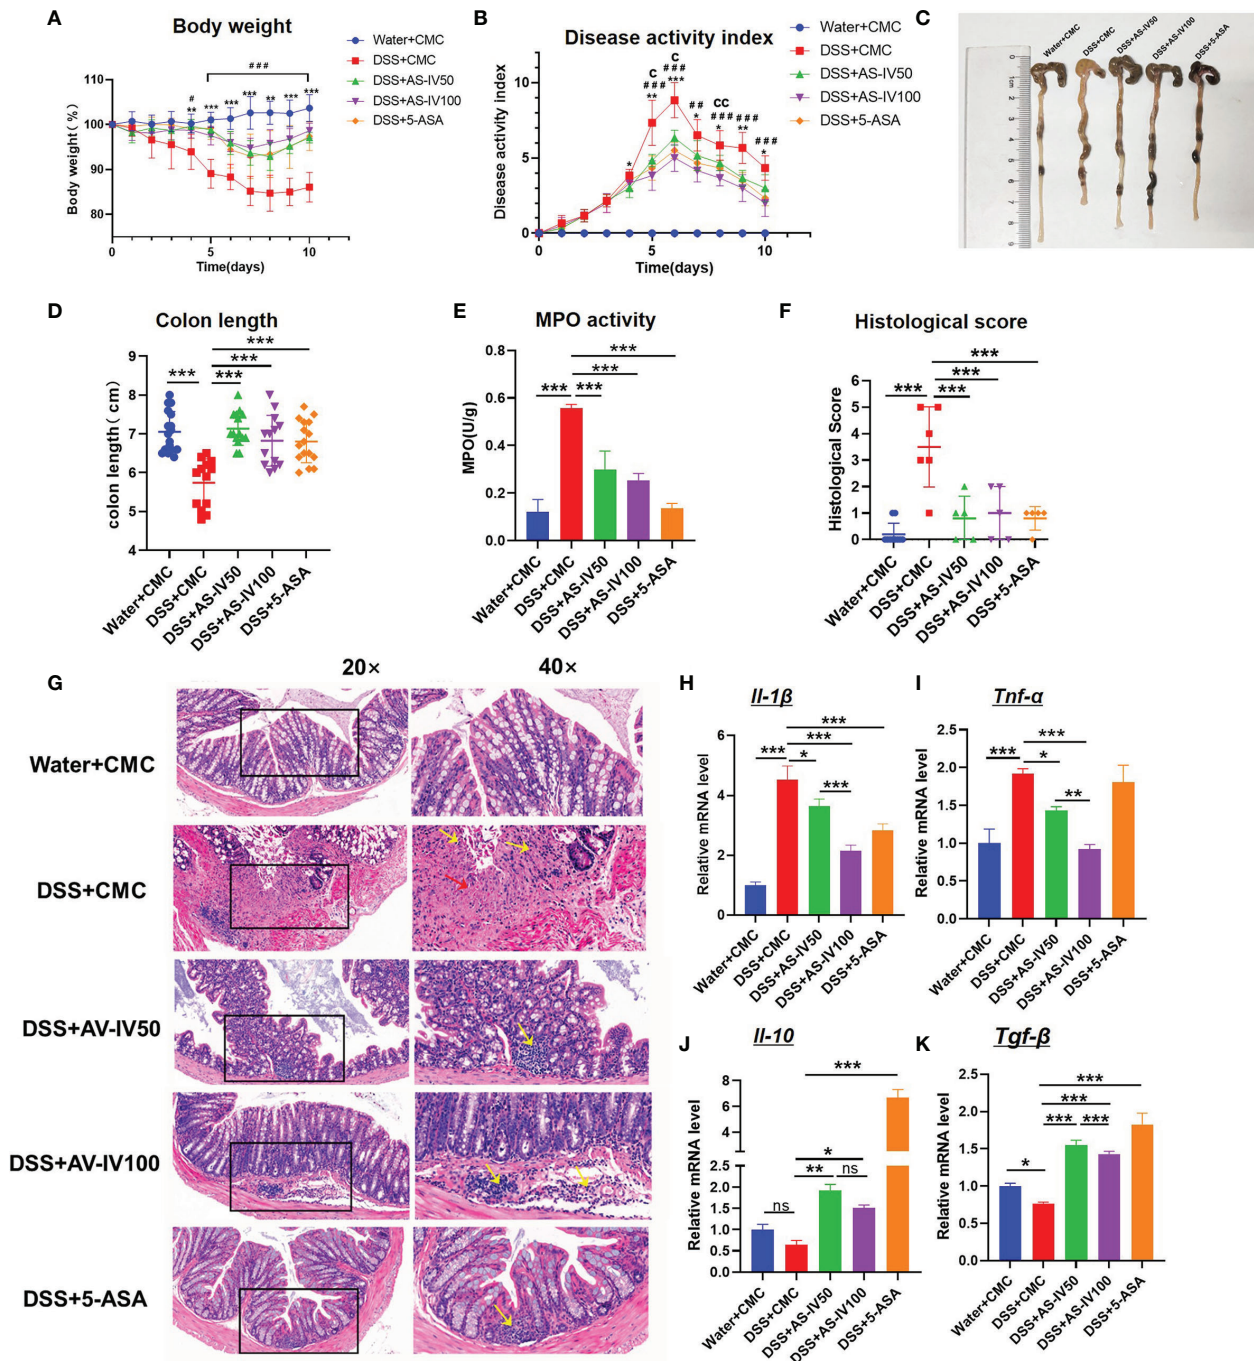 A
Body weight
Water+CMC
DSS+CMC
DSS+AS-IV50
DSS+AS-IV100
DSS+5-ASA
###
#
** *** *** *** ** *** ***
Body weight(%)
110
100
90
80
0 5 10
Time(days)
B
Disease activity index
Water+CMC
DSS+CMC
DSS+AS-IV50
DSS+AS-IV100
DSS+5-ASA
c c cc
### ### ## ### ### ###
* ** *** * * ** *
Disease activity index
10
5
0
0 5 10
Time(days)
C
Water+CMC
DSS+CMC
DSS+AS-IV50
DSS+AS-IV100
DSS+5-ASA
0 1cm 2 3 4 5 6 7 8 9
D
Colon length
***
***
*** ***
colon length( cm)
9
8
7
6
5
4
Water+CMC
DSS+CMC
DSS+AS-IV50
DSS+AS-IV100
DSS+5-ASA
E
MPO activity
***
***
*** ***
MPO(U/g)
0.8
0.6
0.4
0.2
0.0
Water+CMC
DSS+CMC
DSS+AS-IV50
DSS+AS-IV100
DSS+5-ASA
F
Histological score
***
***
*** ***
Histological Score
6
5
4
3
2
1
0
Water+CMC
DSS+CMC
DSS+AS-IV50
DSS+AS-IV100
DSS+5-ASA
G
20× 40×
Water+CMC
DSS+CMC
DSS+AV-IV50
DSS+AV-IV100
DSS+5-ASA
H
Il-1β
***
***
*** *
***
Relative mRNA level
6
4
2
0
Water+CMC
DSS+CMC
DSS+AS-IV50
DSS+AS-IV100
DSS+5-ASA
I
Tnf-α
***
*** *
**
Relative mRNA level
2.5
2.0
1.5
1.0
0.5
0.0
Water+CMC
DSS+CMC
DSS+AS-IV50
DSS+AS-IV100
DSS+5-ASA
J
Il-10
***
*
** ns
ns
Relative mRNA level
8
6
4
2.0
1.5
1.0
0.5
0.0
Water+CMC
DSS+CMC
DSS+AS-IV50
DSS+AS-IV100
DSS+5-ASA
K
Tgf-β
***
***
*** ***
*
Relative mRNA level
2.5
2.0
1.5
1.0
0.5
0.0
Water+CMC
DSS+CMC
DSS+AS-IV50
DSS+AS-IV100
DSS+5-ASA